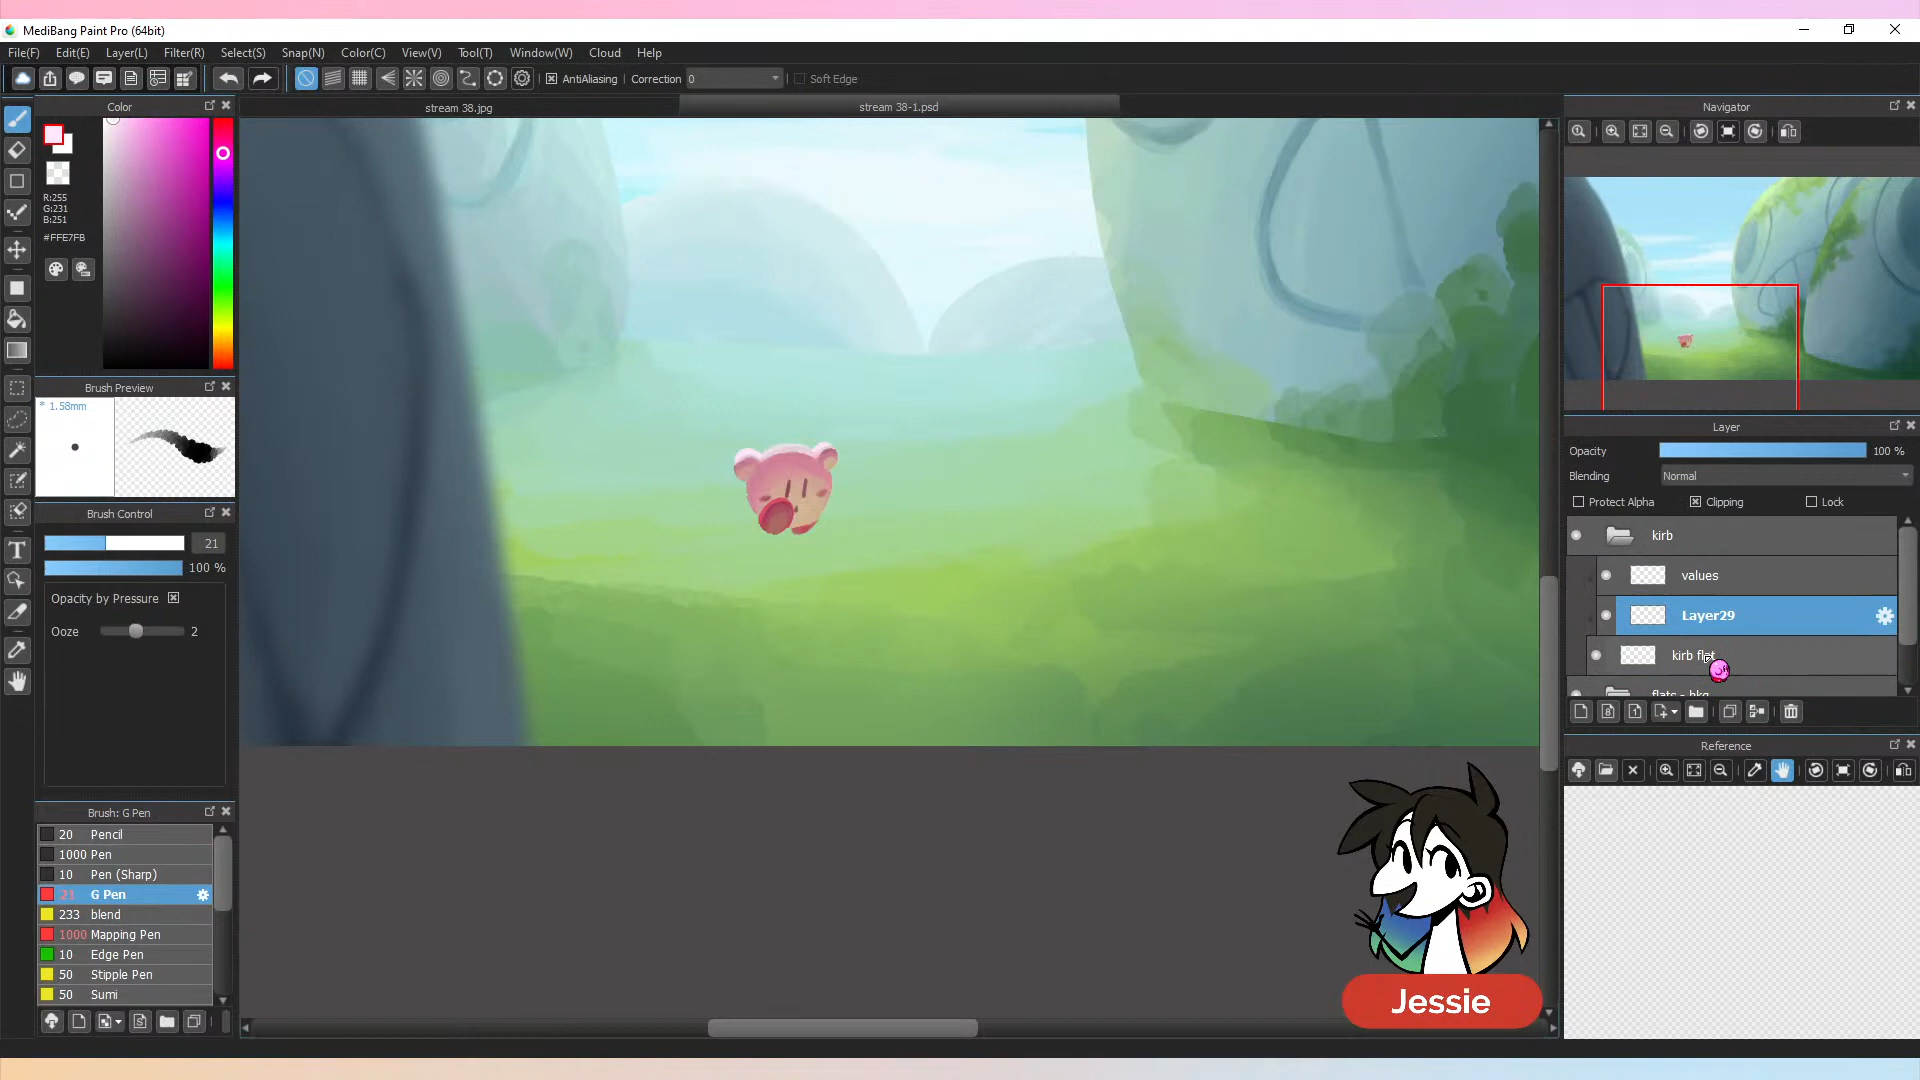 MediBang Paint Pro (64bit)
File(F) Edit(E) Layer(L) Filter(R) Select(S) Snap(N) Color(C) View(V) Tool(T) Window(W) Cloud Help
AntiAliasing Correction 0 Soft Edge
Color
stream 38.jpg
stream 38-1.psd
Navigator
R:255
G:231
B:251
#FFE7FB
Brush Preview
* 1.58mm
Brush Control
21
100 %
Opacity by Pressure
Ooze 2
Brush: G Pen
20 Pencil
1000 Pen
10 Pen (Sharp)
21 G Pen
233 blend
1000 Mapping Pen
10 Edge Pen
50 Stipple Pen
50 Sumi
Layer
Opacity 100 %
Blending Normal
Protect Alpha Clipping Lock
kirb
values
Layer29
kirb flat
flats - bkg
Reference
Jessie